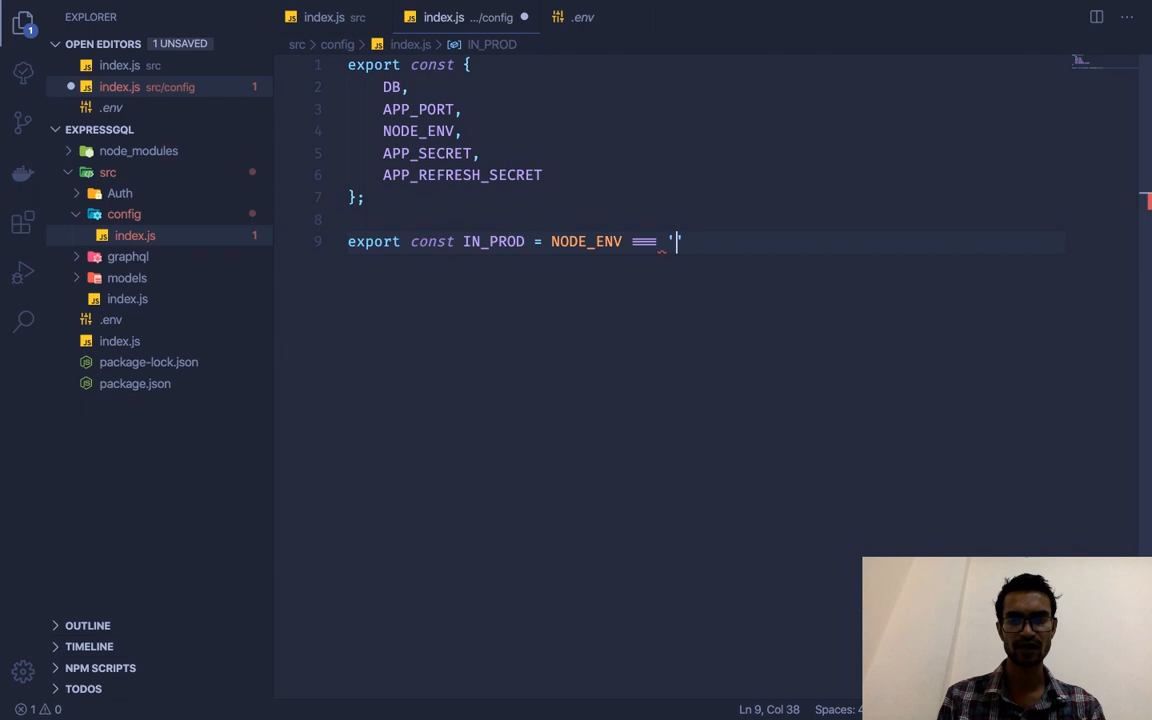 EXPLORER
index.js src
index.js .../config
.env
OPEN EDITORS 1 UNSAVED
src > config > index.js > IN_PROD
index.js src
index.js src/config 1
.env
EXPRESSGQL
node_modules
src
Auth
config
index.js 1
graphql
models
index.js
.env
index.js
package-lock.json
package.json
1 export const {
2 DB,
3 APP_PORT,
4 NODE_ENV,
5 APP_SECRET,
6 APP_REFRESH_SECRET
7 };
8
9 export const IN_PROD = NODE_ENV === ''
OUTLINE
TIMELINE
NPM SCRIPTS
TODOS
1 0
Ln 9, Col 38
Spaces:
1